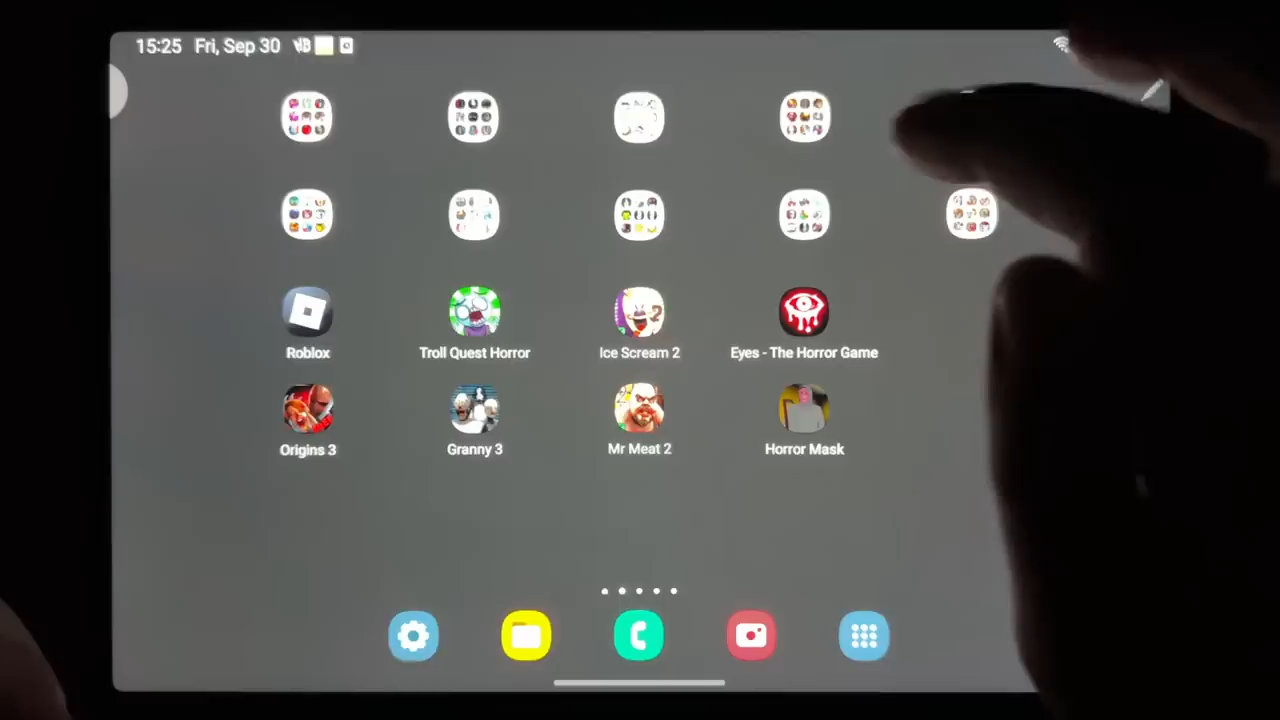 15:25 Fri, Sep 30
Roblox
Troll Quest Horror
Ice Scream 2
Eyes - The Horror Game
Origins 3
Granny 3
Mr Meat 2
Horror Mask